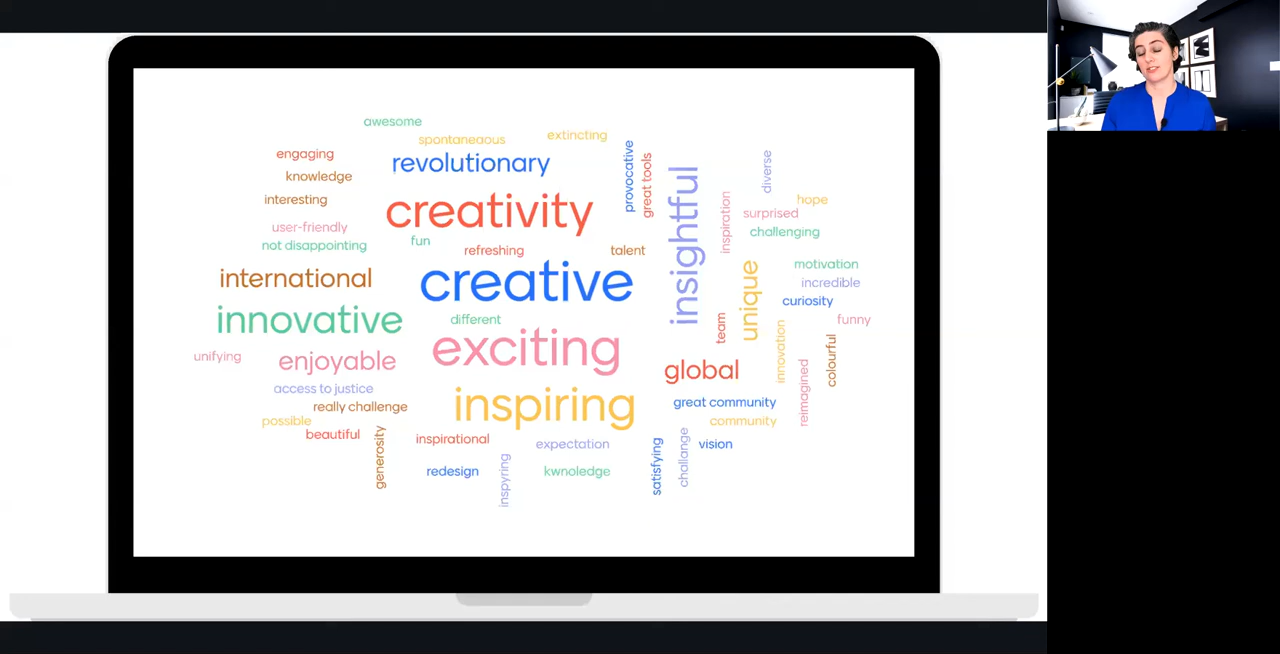 awesome
spontaneaous
extincting
engaging
revolutionary
provocative
great tools
insightful
diverse
knowledge
interesting
creativity
inspiration
hope
surprised
user-friendly
challenging
not disappointing
fun
refreshing
talent
international
creative
unique
motivation
incredible
curiosity
innovative
different
team
funny
exciting
innovation
colourful
unifying
enjoyable
global
reimagined
access to justice
really challenge
inspiring
great community
possible
community
beautiful
generosity
inspirational
expectation
satisfying
challange
vision
redesign
inspyring
kwnoledge